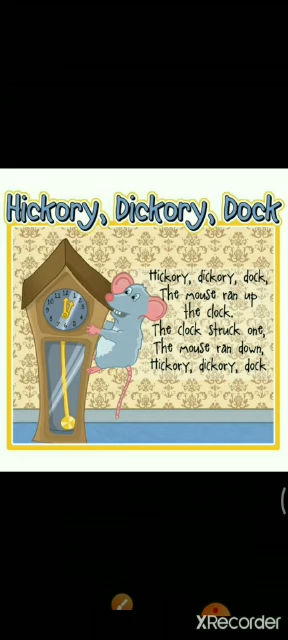 Hickory, Dickory, Dock
Hickory, dickory, dock,
The mouse ran up
the clock.
The clock struck one,
The mouse ran down,
Hickory, dickory, dock.
XRecorder